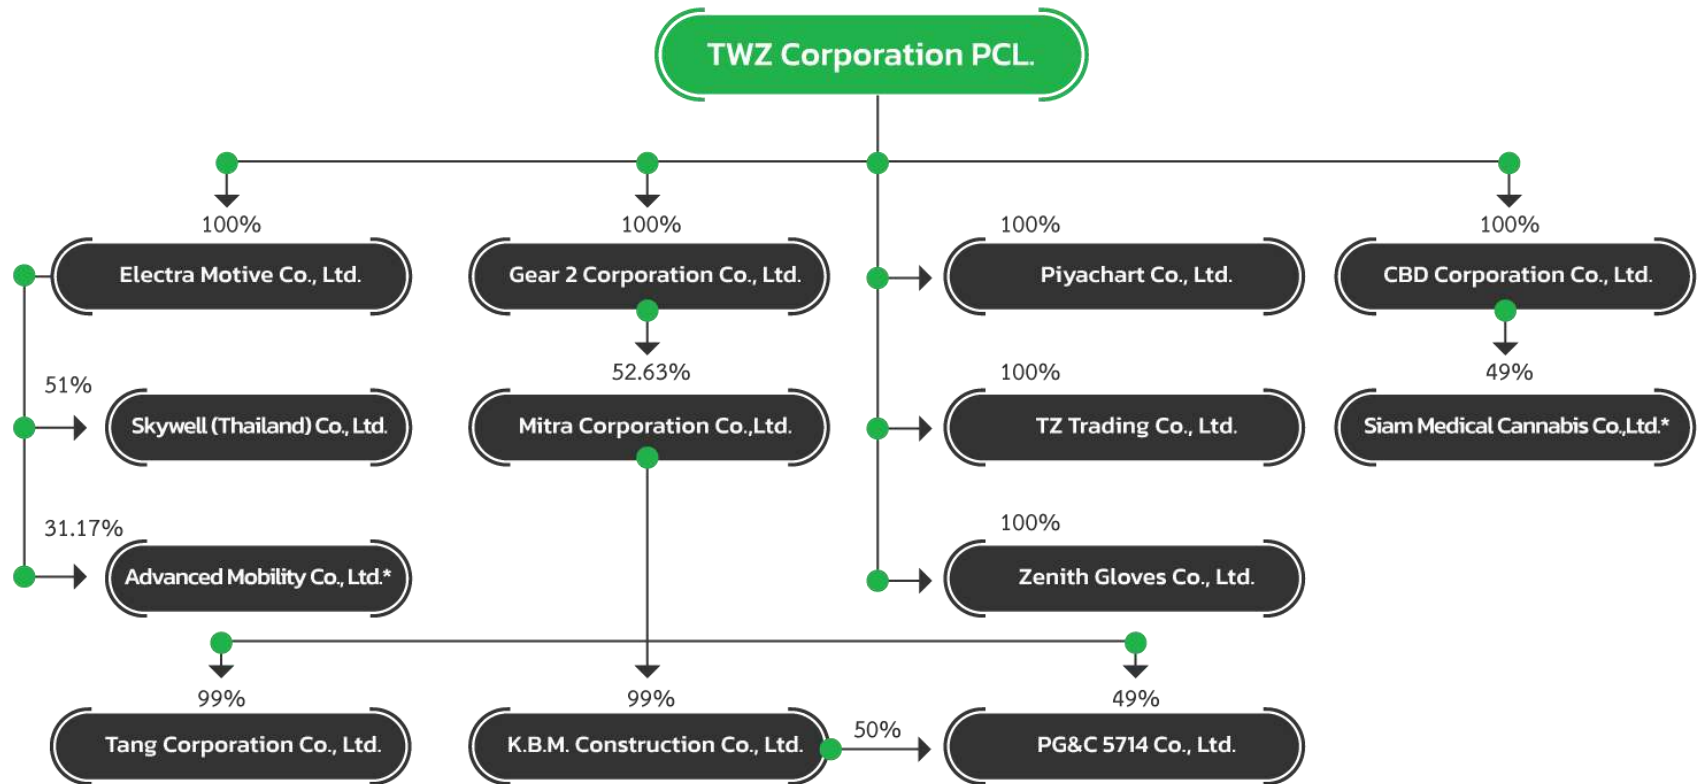 TWZ Corporation PCL.
100%
100%
100%
100%
Electra Motive Co., Ltd.
Gear 2 Corporation Co., Ltd.
Piyachart Co., Ltd.
CBD Corporation Co., Ltd.
51%
52.63%
100%
49%
Skywell (Thailand) Co., Ltd.
Mitra Corporation Co.,Ltd.
TZ Trading Co., Ltd.
Siam Medical Cannabis Co.,Ltd.*
31.17%
100%
Advanced Mobility Co., Ltd.*
Zenith Gloves Co., Ltd.
99%
99%
49%
Tang Corporation Co., Ltd.
K.B.M. Construction Co., Ltd.
50%
PG&C 5714 Co., Ltd.